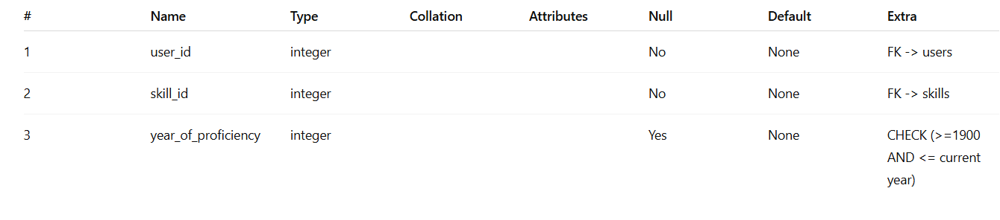 # Name Type Collation Attributes Null Default Extra
1 user_id integer No None FK -> users
2 skill_id integer No None FK -> skills
3 year_of_proficiency integer Yes None CHECK (>=1900
AND <= current
year)